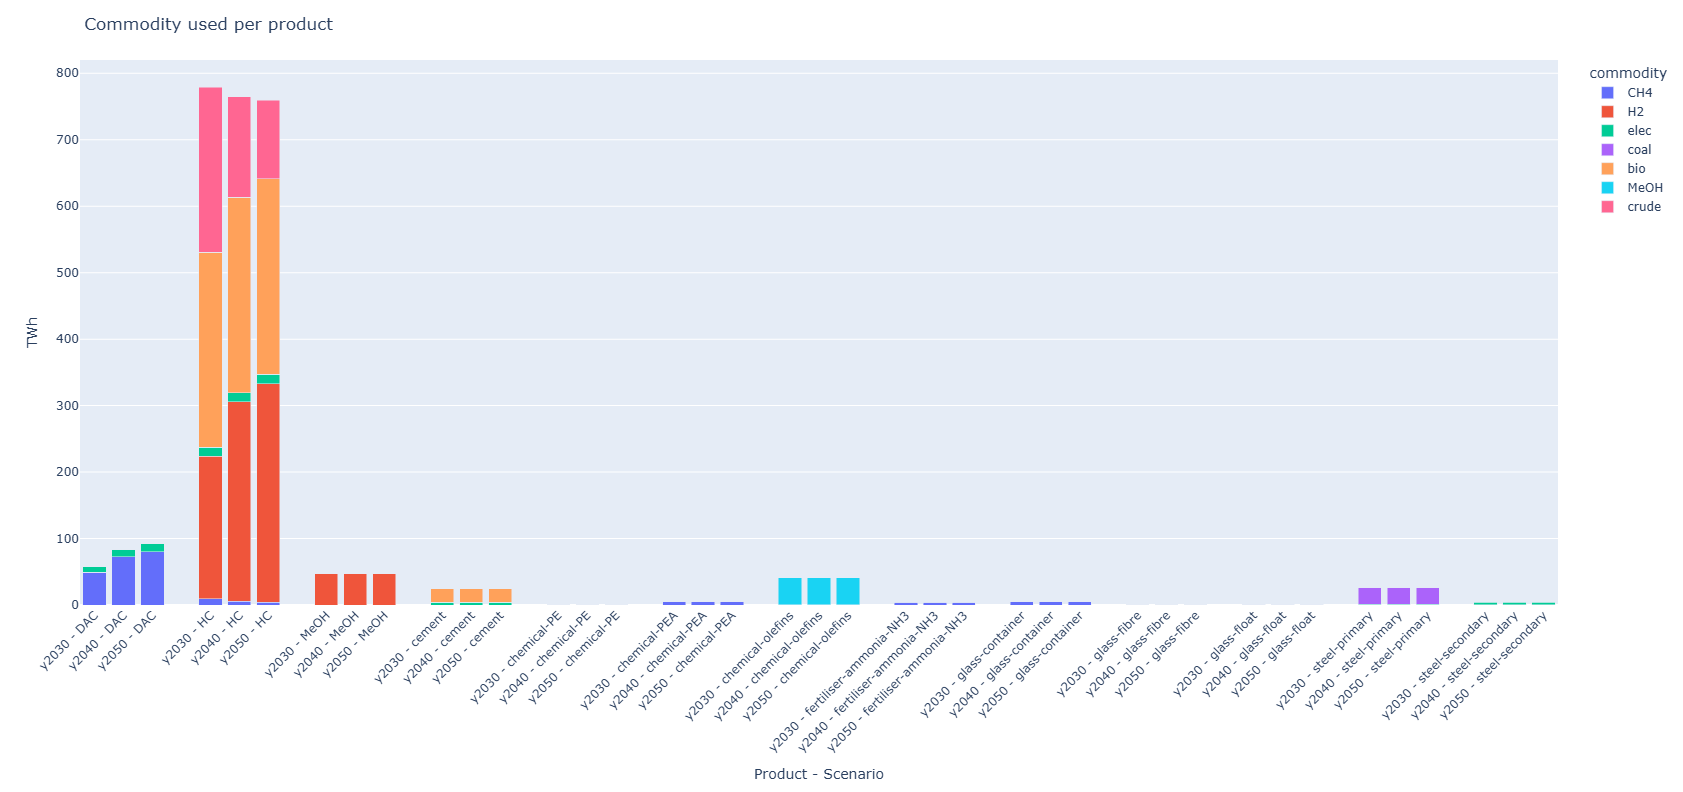 Commodity used per product
TWh
800
700
600
500
400
300
200
100
0
y2030 - DAC
y2040 - DAC
y2050 - DAC
y2030 - HC
y2040 - HC
y2050 - HC
y2030 - MeOH
y2040 - MeOH
y2050 - MeOH
y2030 - cement
y2040 - cement
y2050 - cement
y2030 - chemical-PE
y2040 - chemical-PE
y2050 - chemical-PE
y2030 - chemical-PEA
y2040 - chemical-PEA
y2050 - chemical-PEA
y2030 - chemical-olefins
y2040 - chemical-olefins
y2050 - chemical-olefins
y2030 - fertiliser-ammonia-NH3
y2040 - fertiliser-ammonia-NH3
y2050 - fertiliser-ammonia-NH3
y2030 - glass-container
y2040 - glass-container
y2050 - glass-container
y2030 - glass-fibre
y2040 - glass-fibre
y2050 - glass-fibre
y2030 - glass-float
y2040 - glass-float
y2050 - glass-float
y2030 - steel-primary
y2040 - steel-primary
y2050 - steel-primary
y2030 - steel-secondary
y2040 - steel-secondary
y2050 - steel-secondary
Product - Scenario
commodity
CH4
H2
elec
coal
bio
MeOH
crude